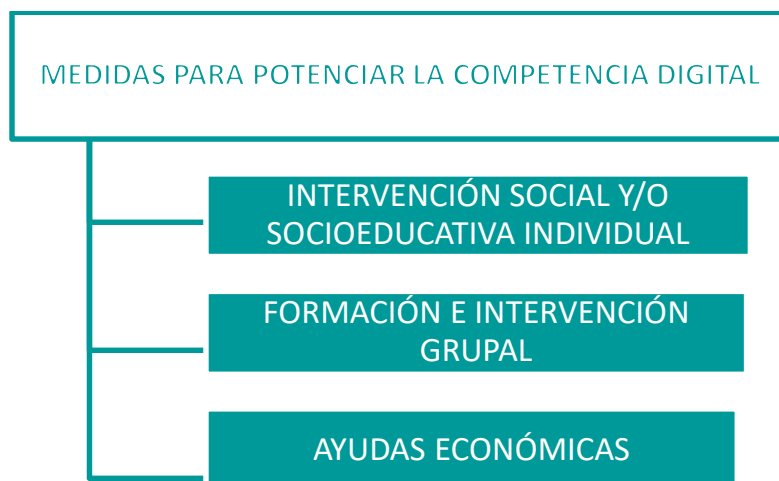 MEDIDAS PARA POTENCIAR LA COMPETENCIA DIGITAL
INTERVENCIÓN SOCIAL Y/O
SOCIOEDUCATIVA INDIVIDUAL
FORMACIÓN E INTERVENCIÓN
GRUPAL
AYUDAS ECONÓMICAS